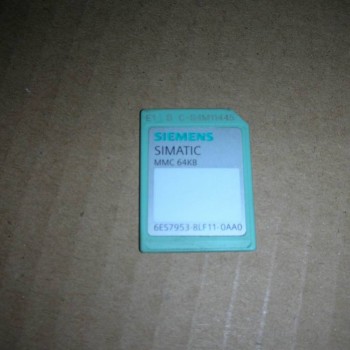 SIEMENS
SIMATIC
MMC 64KB
6ES7953-8LF11-0AA0